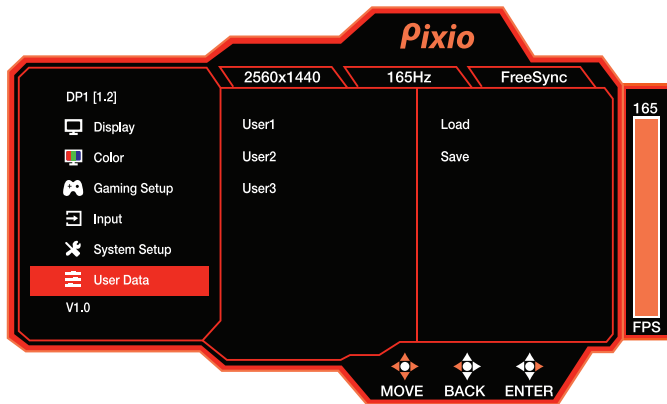 Pixio
2560x1440 165Hz FreeSync
DP1 [1.2]
Display
Color
Gaming Setup
Input
System Setup
User Data
V1.0
User1
User2
User3
Load
Save
165
FPS
MOVE BACK ENTER